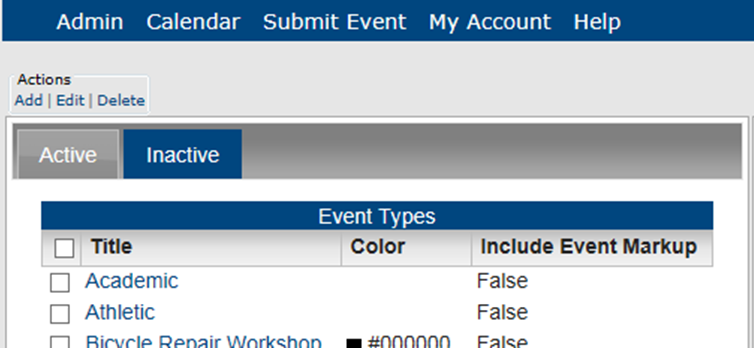 Admin Calendar Submit Event My Account Help
Actions
Add | Edit | Delete
Active Inactive
Event Types
Title Color Include Event Markup
Academic False
Athletic False
Bicycle Repair Workshop #000000 False